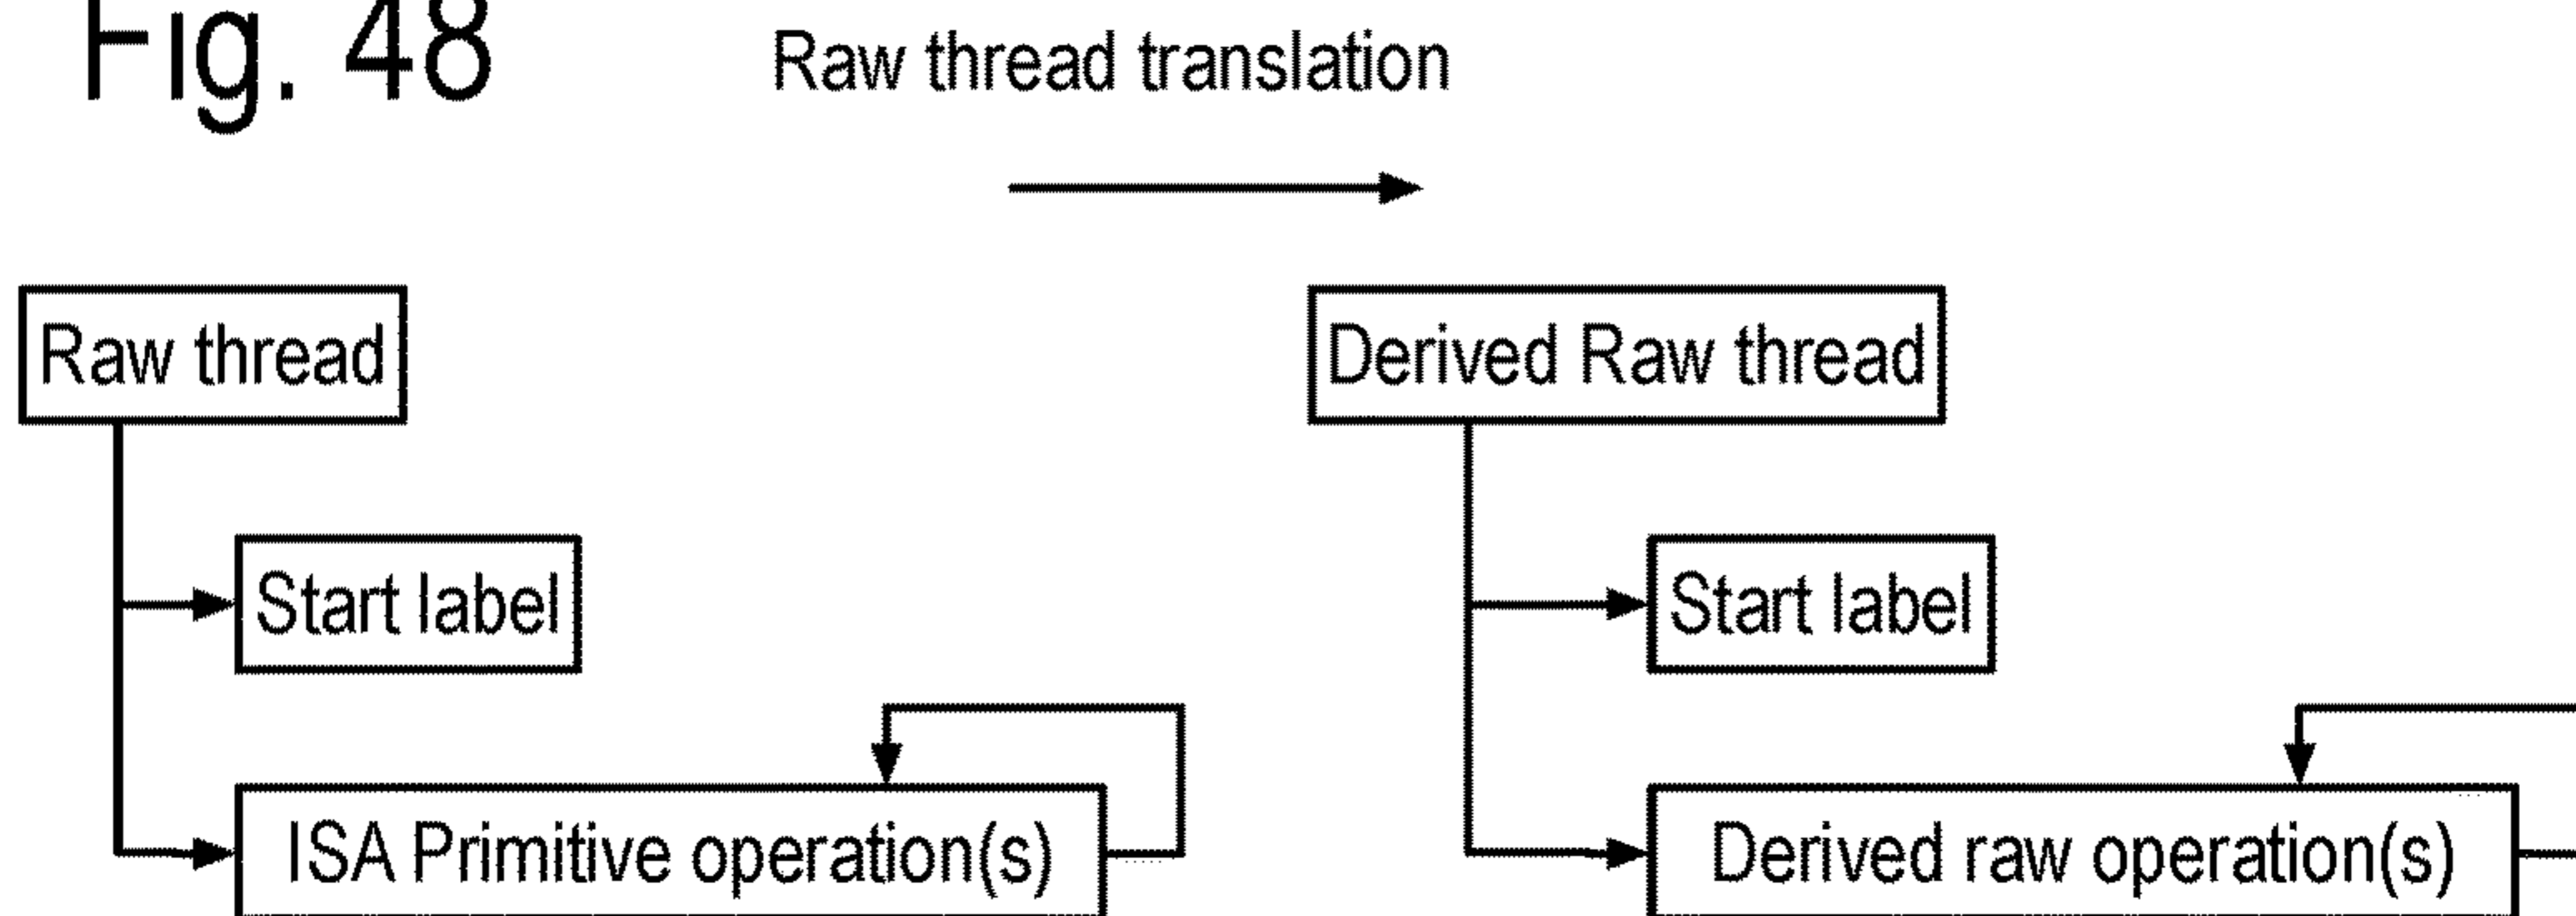 Fig. 48
Raw thread translation
Raw thread
Derived Raw thread
Start label
Start label
ISA Primitive operation(s)
Derived raw operation(s)